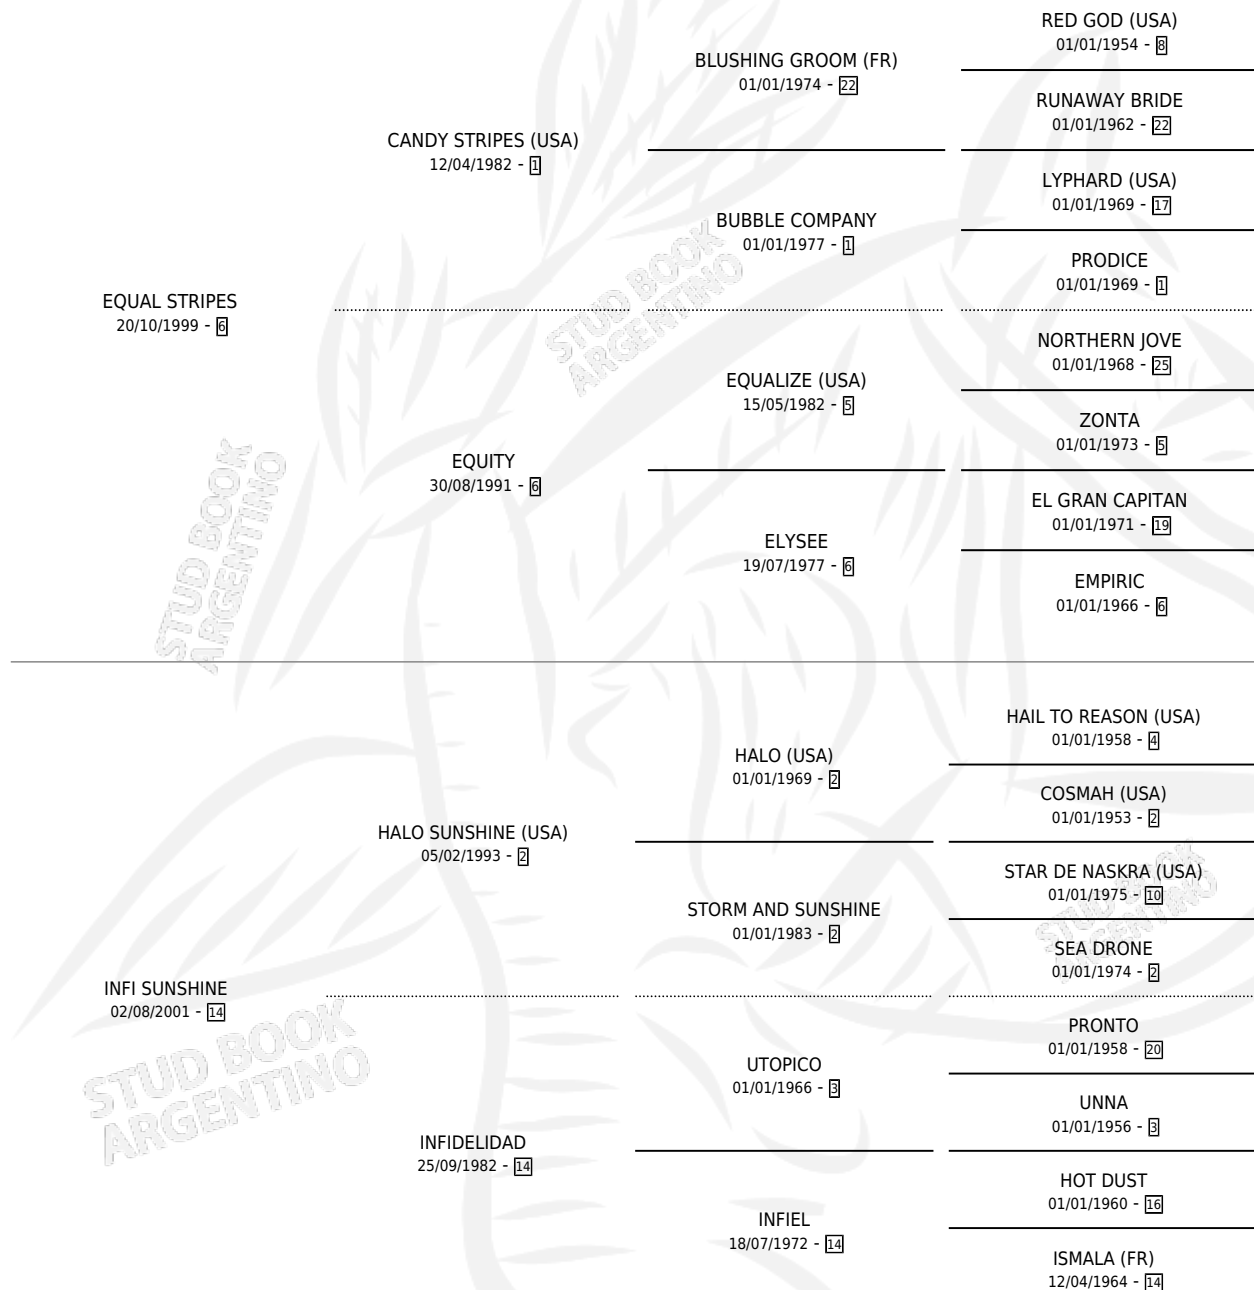 RED GOD (USA)
01/01/1954 - 8
BLUSHING GROOM (FR)
01/01/1974 - 22
RUNAWAY BRIDE
01/01/1962 - 22
CANDY STRIPES (USA)
12/04/1982 - 1
LYPHARD (USA)
01/01/1969 - 17
BUBBLE COMPANY
01/01/1977 - 1
PRODICE
01/01/1969 - 1
EQUAL STRIPES
20/10/1999 - 6
STUD BOOK
ARGENTINO
NORTHERN JOVE
01/01/1968 - 25
EQUALIZE (USA)
15/05/1982 - 5
ZONTA
01/01/1973 - 5
EQUITY
30/08/1991 - 6
EL GRAN CAPITAN
01/01/1971 - 19
ELYSEE
19/07/1977 - 6
EMPIRIC
01/01/1966 - 6
STUD BOOK
ARGENTINO
HAIL TO REASON (USA)
01/01/1958 - 4
HALO (USA)
01/01/1969 - 2
COSMAH (USA)
01/01/1953 - 2
HALO SUNSHINE (USA)
05/02/1993 - 2
STAR DE NASKRA (USA)
01/01/1975 - 10
STORM AND SUNSHINE
01/01/1983 - 2
SEA DRONE
01/01/1974 - 2
STUD BOOK
ARGENTINO
INFI SUNSHINE
02/08/2001 - 14
PRONTO
01/01/1958 - 20
UTOPICO
01/01/1966 - 3
UNNA
01/01/1956 - 3
STUD BOOK
ARGENTINO
INFIDELIDAD
25/09/1982 - 14
HOT DUST
01/01/1960 - 16
INFIEL
18/07/1972 - 14
ISMALA (FR)
12/04/1964 - 14